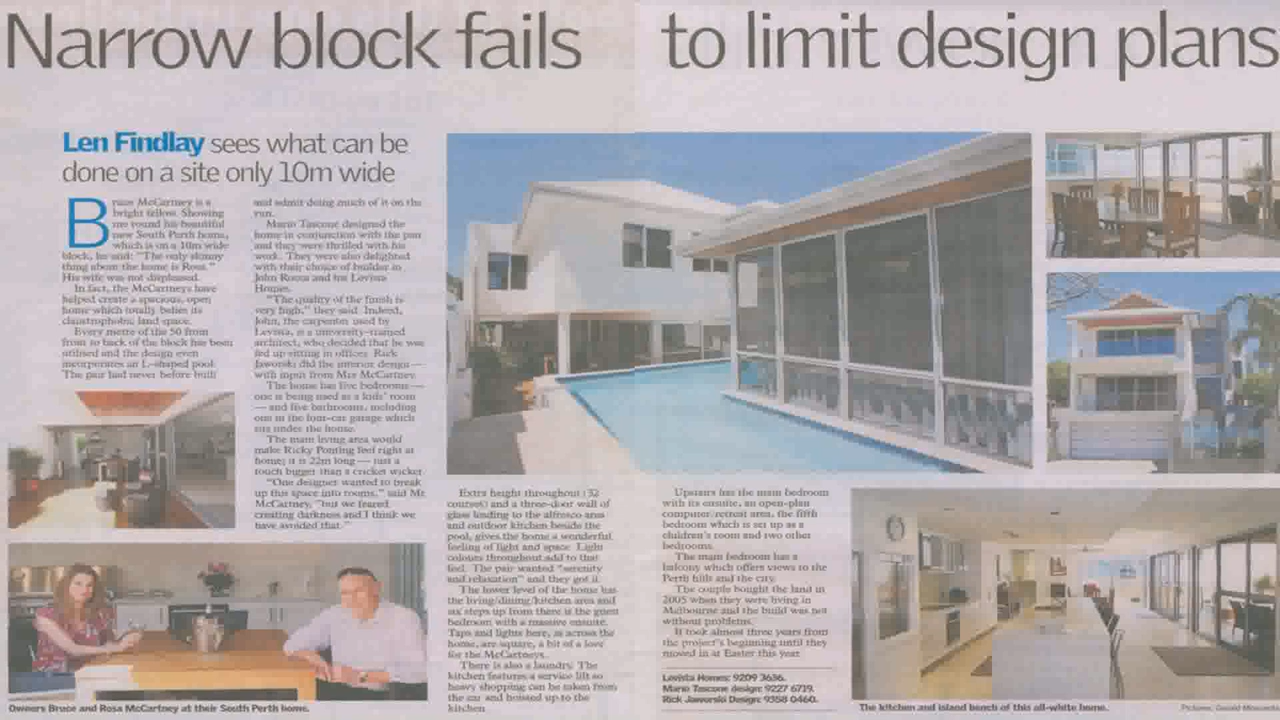 Narrow block fails to limit design plans
Len Findlay sees what can be
done on a site only 10m wide
Bruce McCartney is a
bright fellow. Showing
me round his beautiful
new South Perth home,
which is on a 10m wide
block, he said: "The only skinny
thing about the home is Rosa."
His wife was not displeased.
In fact, the McCartneys have
helped create a spacious, open
home which totally belies its
claustrophobic land space.
Every metre of the 50 from
front to back of the block has been
utilised and the design even
incorporates an L-shaped pool.
The pair had never before built
and admit doing much of it on the
run.
Mario Tascone designed the
home in conjunction with the pair
and they were thrilled with his
work. They were also delighted
with their choice of builder in
John Rocca and his Lovista
Homes.
"The quality of the finish is
very high," they said. Indeed,
John, the carpenter used by
Lovista, is a university-trained
architect, who decided that he was
fed up sitting in offices. Rick
Jaworski did the interior design —
with input from Mrs McCartney.
The home has five bedrooms —
one is being used as a kids' room
— and five bathrooms, including
one in the four-car garage which
sits under the house.
The main living area would
make Ricky Ponting feel right at
home; it is 22m long — just a
touch bigger than a cricket wicket.
"One designer wanted to break
up this space into rooms," said Mr
McCartney, "but we feared
creating darkness and I think we
have avoided that."
Extra height throughout (32
courses) and a three-door wall of
glass leading to the alfresco area
and outdoor kitchen beside the
pool, gives the home a wonderful
feeling of light and space. Light
colours throughout add to that
feel. The pair wanted "serenity
and relaxation" and they got it.
The lower level of the home has
the living/dining/kitchen area and
six steps up from there is the guest
bedroom with a massive ensuite.
Taps and lights here, as across the
home, are square, a bit of a love
for the McCartneys.
There is also a laundry. The
kitchen features a service lift so
heavy shopping can be taken from
the car and hoisted up to the
kitchen.
Upstairs has the main bedroom
with its ensuite, an open-plan
computer/retreat area, the fifth
bedroom which is set up as a
children's room and two other
bedrooms.
The main bedroom has a
balcony which offers views to the
Perth hills and the city.
The couple bought the land in
2005 when they were living in
Melbourne and the build was not
without problems.
It took almost three years from
the project's beginning until they
moved in at Easter this year.
Lovista Homes: 9209 3636.
Mario Tascone design: 9227 6719.
Rick Jaworski Design: 9358 0460.
Owners Bruce and Rosa McCartney at their South Perth home.
The kitchen and island bench of this all-white home.
Pictures: Gerald